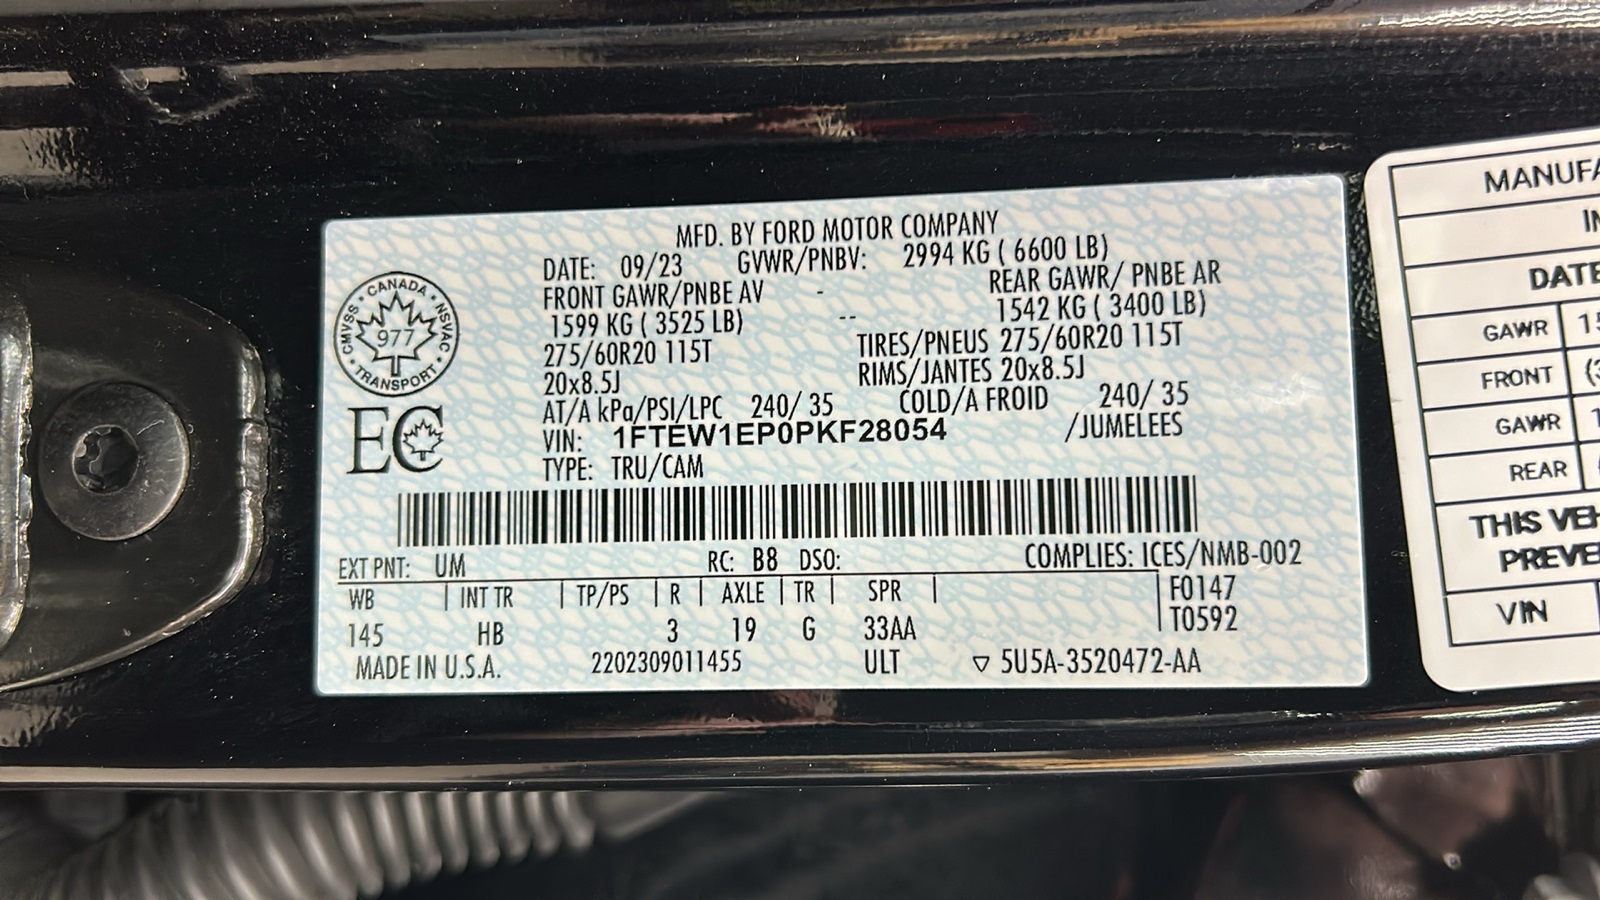 MFD. BY FORD MOTOR COMPANY
DATE: 09/23 GVWR/PNBV: 2994 KG ( 6600 LB)
FRONT GAWR/PNBE AV - REAR GAWR/ PNBE AR
1599 KG ( 3525 LB) -- 1542 KG ( 3400 LB)
275/60R20 115T TIRES/PNEUS 275/60R20 115T
20x8.5J RIMS/JANTES 20x8.5J
AT/A kPa/PSI/LPC 240/ 35 COLD/A FROID 240/ 35
VIN: 1FTEW1EP0PKF28054 /JUMELEES
TYPE: TRU/CAM
CANADA
CMVSS 977 NSVAC
TRANSPORT
EC
EXT PNT: UM RC: B8 DSO: COMPLIES: ICES/NMB-002
WB | INT TR | TP/PS | R | AXLE | TR | SPR | F0147
145 HB 3 19 G 33AA T0592
MADE IN U.S.A. 2202309011455 ULT ▽ 5U5A-3520472-AA
MANUFA
IN
DATE
GAWR 15
FRONT (3
GAWR 1
REAR (
THIS VEH
PREVE
VIN